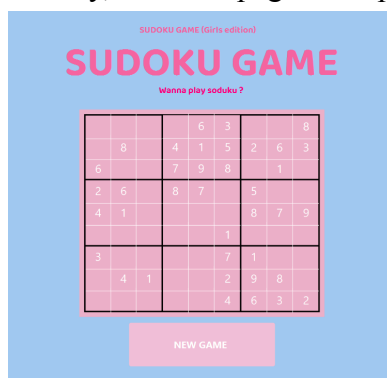 SUDOKU GAME (Girls edition)
SUDOKU GAME
Wanna play soduku ?
6 3 8
8 4 1 5 2 6 3
6 7 9 8 1
2 6 8 7 5
4 1 8 7 9
1
3 7 1
4 1 2 9 8
4 6 3 2
NEW GAME